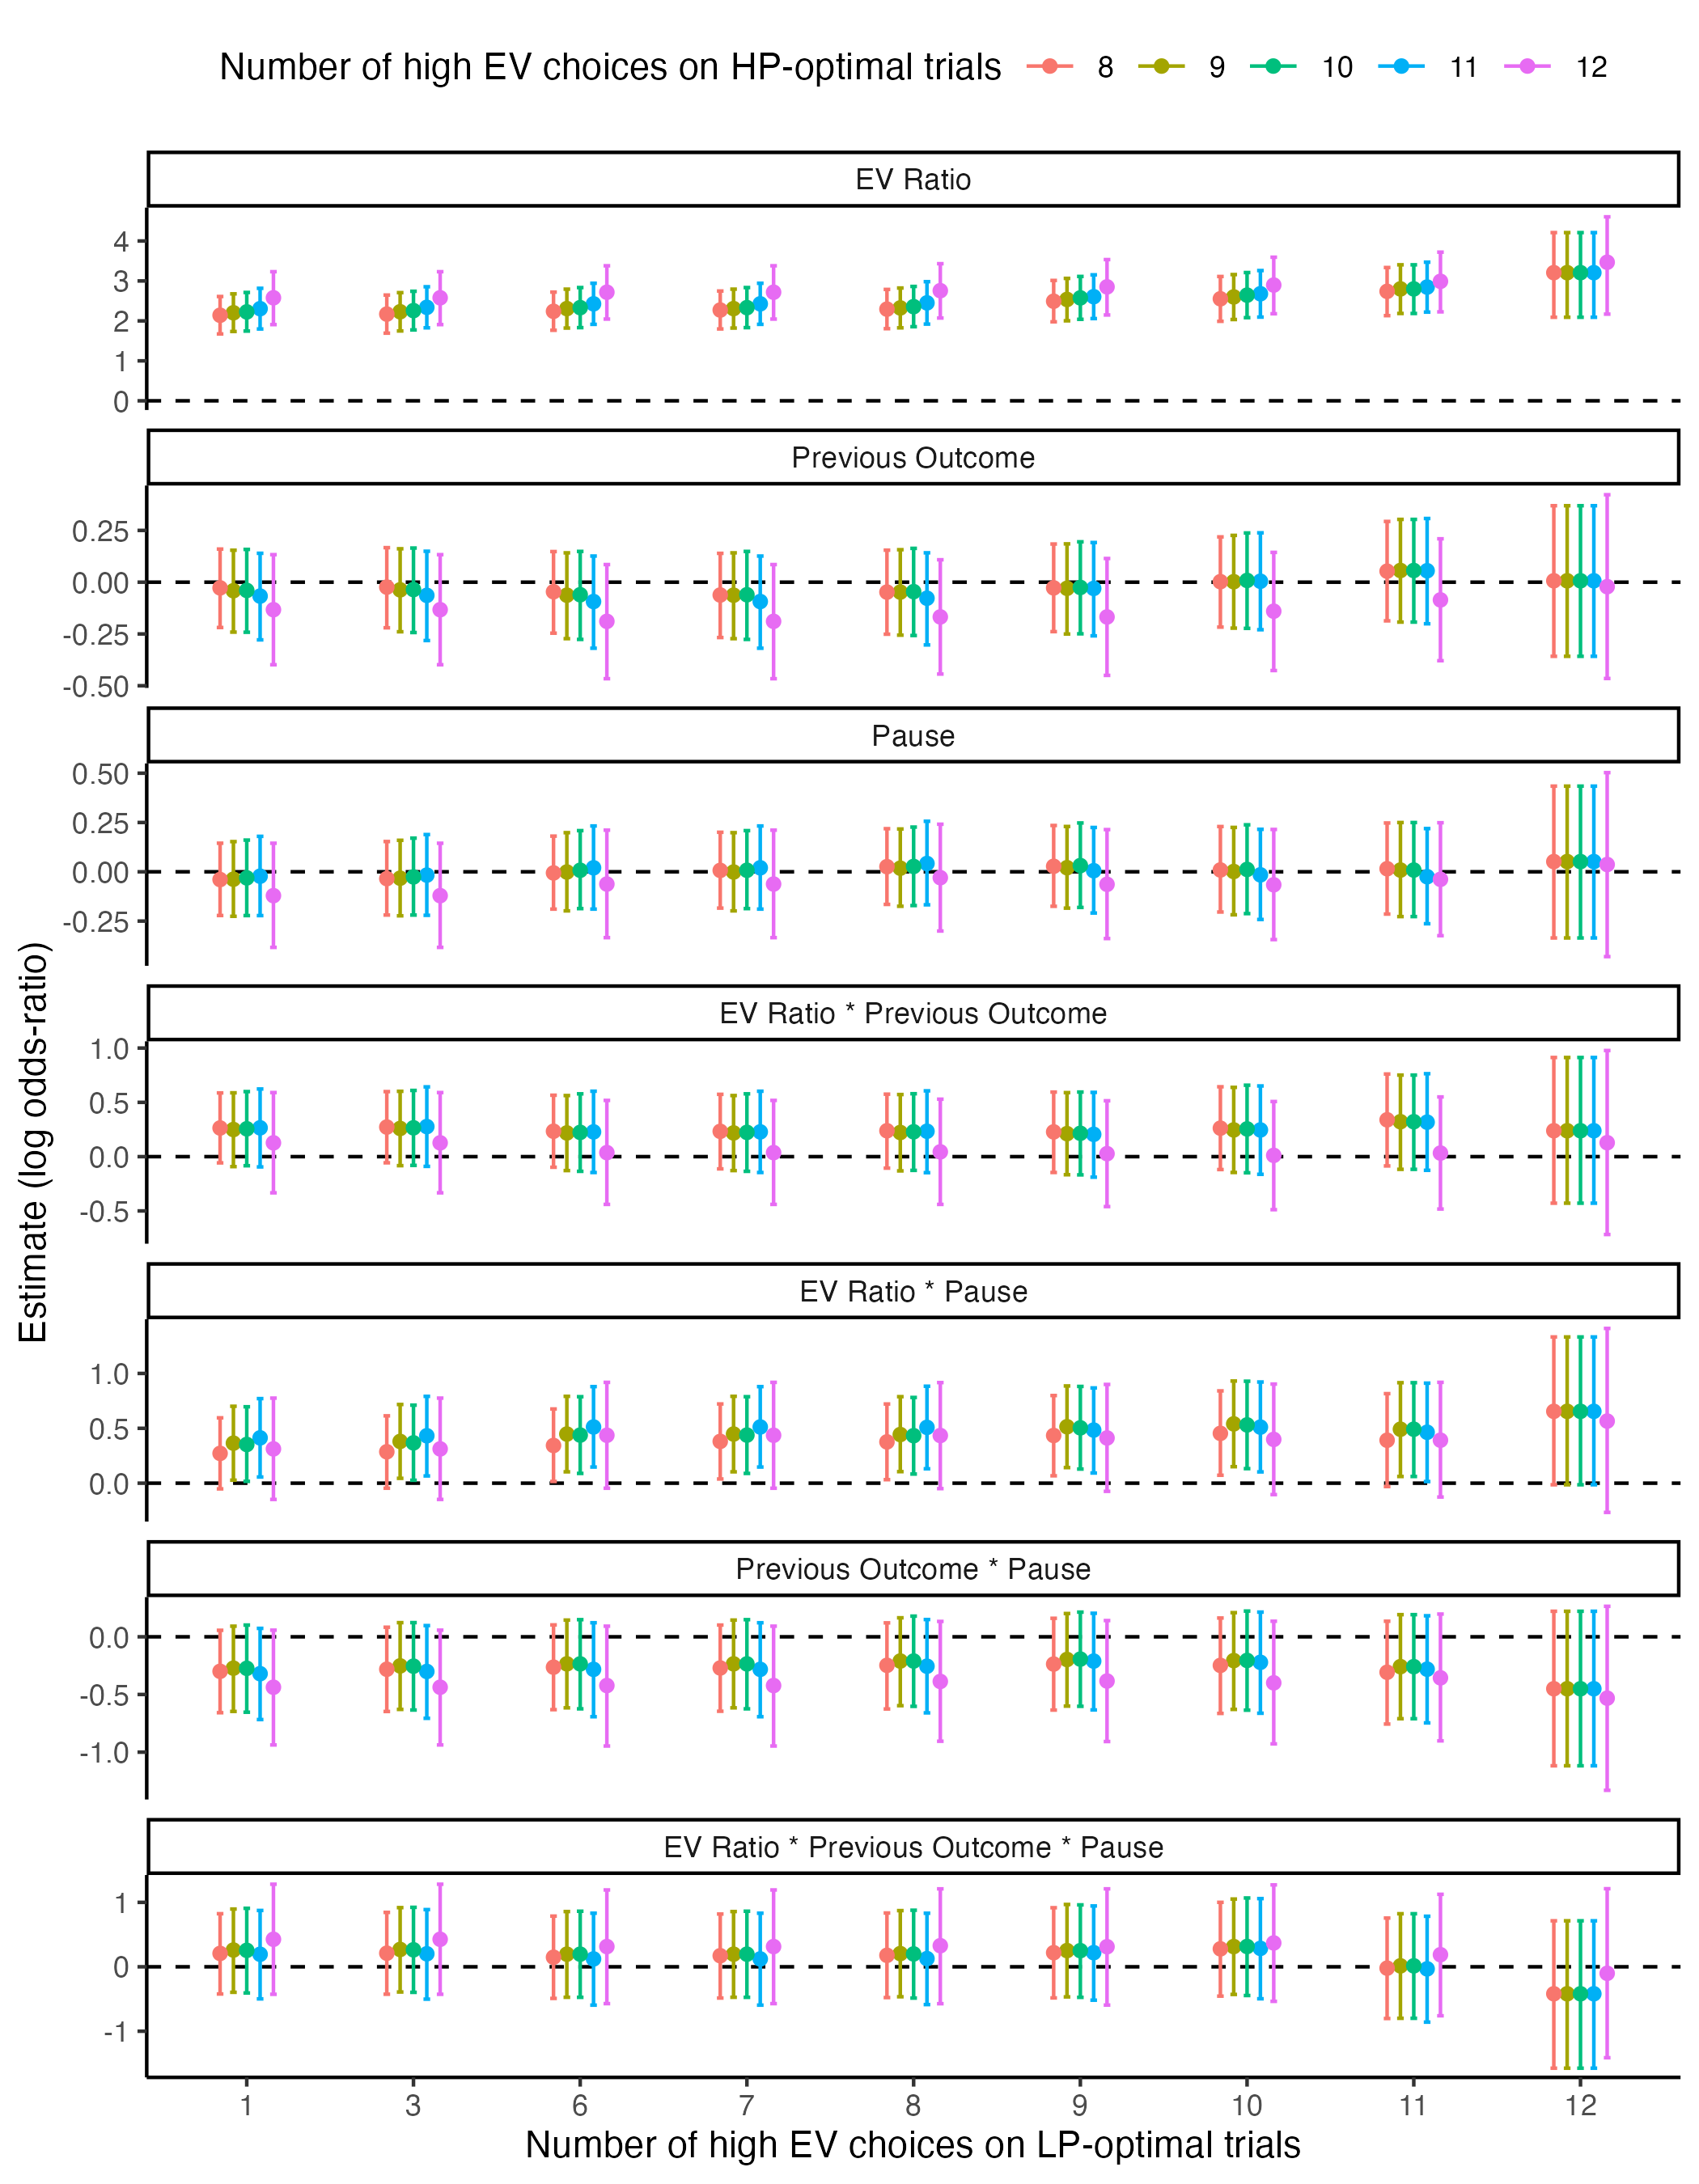 Number of high EV choices on HP-optimal trials 8 9 10 11 12
EV Ratio
4
3
2
1
0
Previous Outcome
0.25
0.00
-0.25
-0.50
Pause
0.50
0.25
0.00
-0.25
EV Ratio * Previous Outcome
1.0
0.5
0.0
-0.5
EV Ratio * Pause
1.0
0.5
0.0
Previous Outcome * Pause
0.0
-0.5
-1.0
EV Ratio * Previous Outcome * Pause
1
0
-1
1 3 6 7 8 9 10 11 12
Number of high EV choices on LP-optimal trials
Estimate (log odds-ratio)